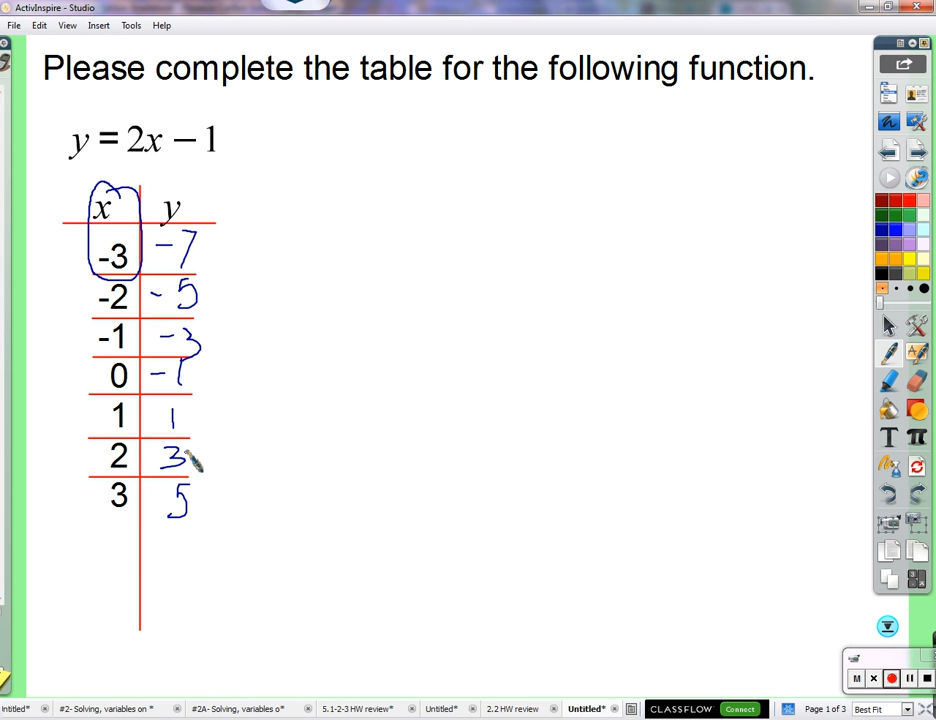 ActivInspire - Studio
File Edit View Insert Tools Help
Please complete the table for the following function.
y = 2x − 1
x y
-3 -7
-2 -5
-1 -3
0 -1
1 1
2 3
3 5
M
ntitled* #2- Solving, variables on * #2A- Solving, variables o* 5.1-2-3 HW review* Untitled* 2.2 HW review Untitled* CLASSFLOW Connect Page 1 of 3 Best Fit